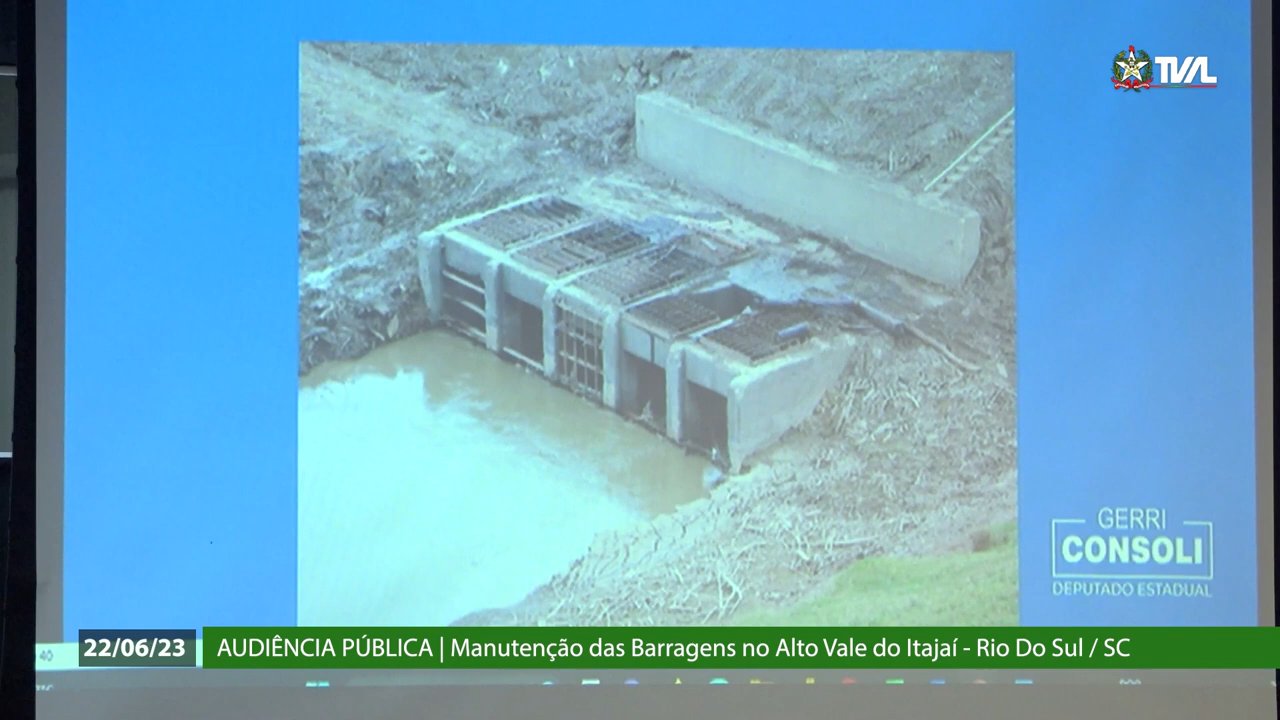 TVAL
GERRI
CONSOLI
DEPUTADO ESTADUAL
40
22/06/23
AUDIÊNCIA PÚBLICA | Manutenção das Barragens no Alto Vale do Itajaí - Rio Do Sul / SC